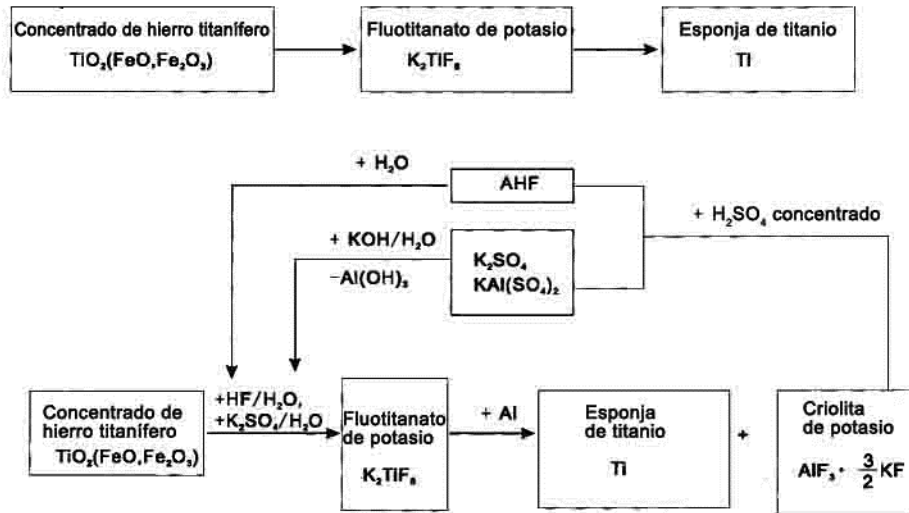 Concentrado de hierro titanífero
TiO₂(FeO,Fe₂O₃)
Fluotitanato de potasio
K₂TiF₆
Esponja de titanio
Ti
+ H₂O
AHF
+ H₂SO₄ concentrado
+ KOH/H₂O
−Al(OH)₃
K₂SO₄
KAl(SO₄)₂
Concentrado de
hierro titanífero
TiO₂(FeO,Fe₂O₃)
+HF/H₂O,
+K₂SO₄/H₂O
Fluotitanato
de potasio
K₂TiF₆
+ Al
Esponja
de titanio
Ti
+
Criolita
de potasio
AlF₃· 3/2 KF